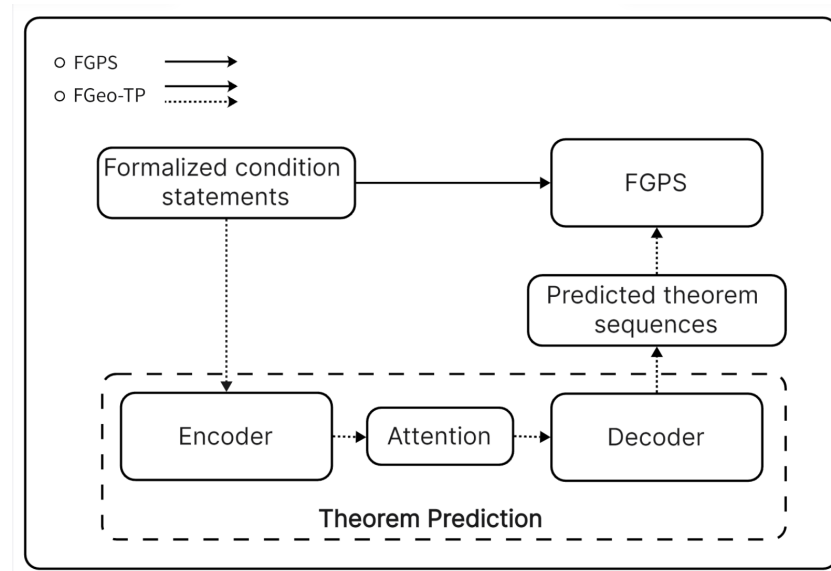 FGPS
FGeo-TP
Formalized condition
statements
FGPS
Predicted theorem
sequences
Encoder
Attention
Decoder
Theorem Prediction